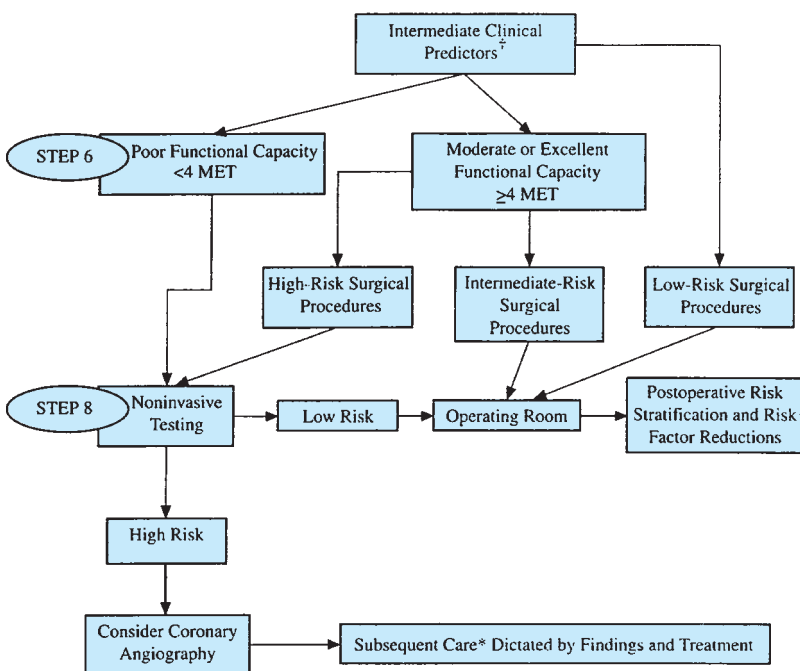 Intermediate Clinical
Predictors‡
STEP 6
Poor Functional Capacity
<4 MET
Moderate or Excellent
Functional Capacity
≥4 MET
High-Risk Surgical
Procedures
Intermediate-Risk
Surgical
Procedures
Low-Risk Surgical
Procedures
STEP 8
Noninvasive
Testing
Low Risk
Operating Room
Postoperative Risk
Stratification and Risk
Factor Reductions
High Risk
Consider Coronary
Angiography
Subsequent Care* Dictated by Findings and Treatment